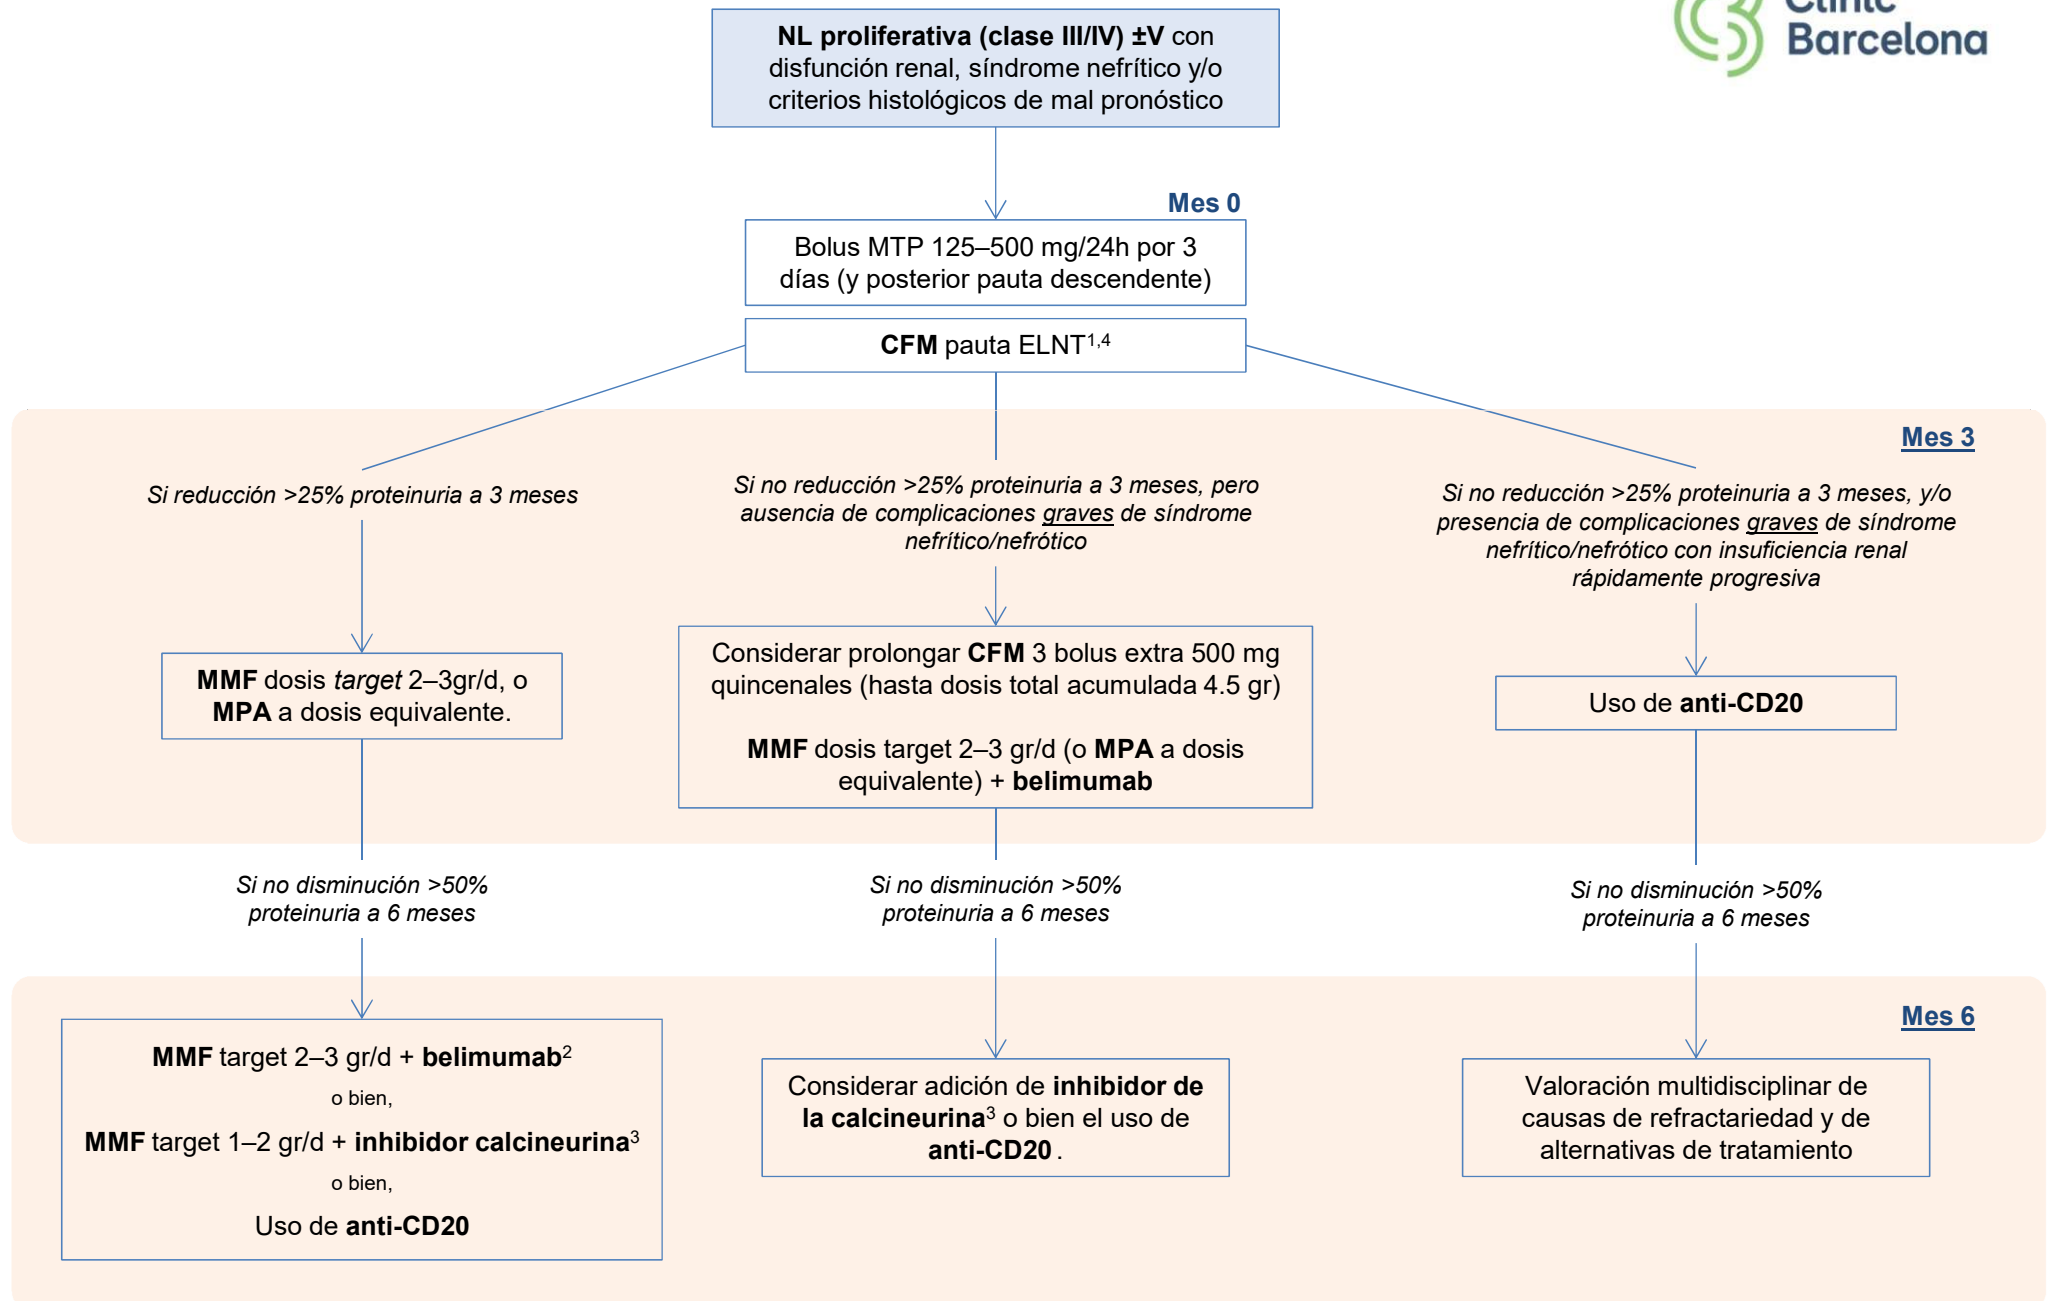 Clínic
Barcelona
NL proliferativa (clase III/IV) ±V con
disfunción renal, síndrome nefrítico y/o
criterios histológicos de mal pronóstico
Mes 0
Bolus MTP 125–500 mg/24h por 3
días (y posterior pauta descendente)
CFM pauta ELNT1,4
Mes 3
Si reducción >25% proteinuria a 3 meses
Si no reducción >25% proteinuria a 3 meses, pero
ausencia de complicaciones graves de síndrome
nefrítico/nefrótico
Si no reducción >25% proteinuria a 3 meses, y/o
presencia de complicaciones graves de síndrome
nefrítico/nefrótico con insuficiencia renal
rápidamente progresiva
MMF dosis target 2–3gr/d, o
MPA a dosis equivalente.
Considerar prolongar CFM 3 bolus extra 500 mg
quincenales (hasta dosis total acumulada 4.5 gr)
MMF dosis target 2–3 gr/d (o MPA a dosis
equivalente) + belimumab
Uso de anti-CD20
Si no disminución >50%
proteinuria a 6 meses
Si no disminución >50%
proteinuria a 6 meses
Si no disminución >50%
proteinuria a 6 meses
Mes 6
MMF target 2–3 gr/d + belimumab2
o bien,
MMF target 1–2 gr/d + inhibidor calcineurina3
o bien,
Uso de anti-CD20
Considerar adición de inhibidor de
la calcineurina3 o bien el uso de
anti-CD20 .
Valoración multidisciplinar de
causas de refractariedad y de
alternativas de tratamiento